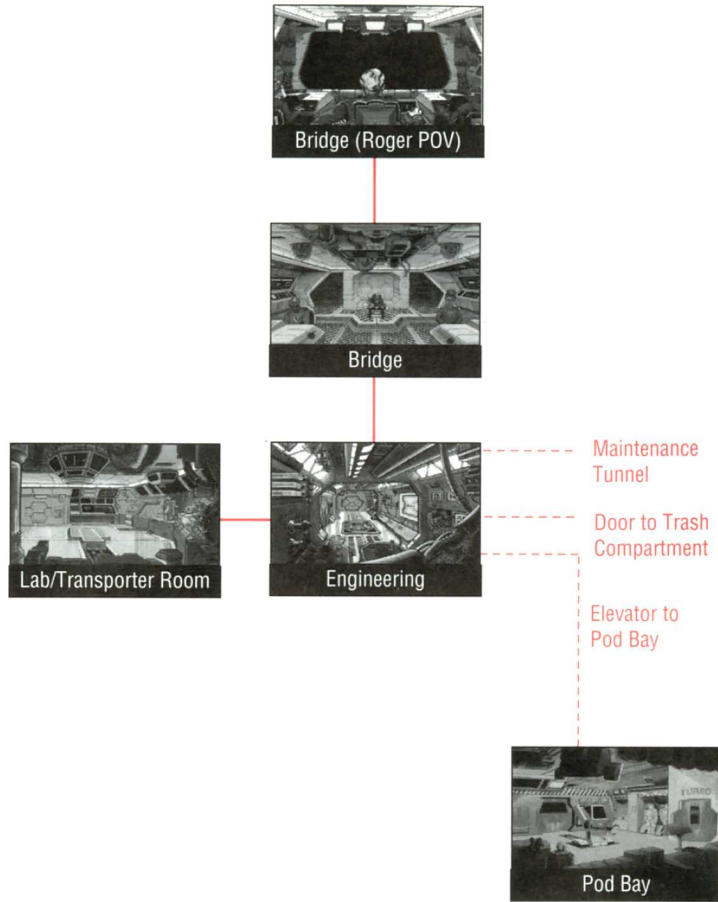 Bridge (Roger POV)
Bridge
Maintenance
Tunnel
Door to Trash
Compartment
Lab/Transporter Room
Engineering
Elevator to
Pod Bay
TURBO
Pod Bay